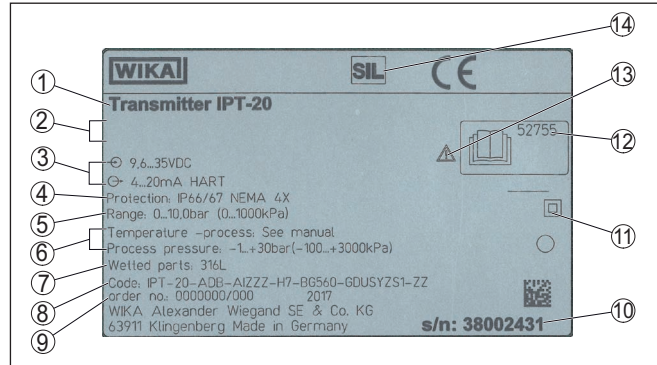 14
WIKA SIL CE
13
1
Transmitter IPT-20
2
52755
12
3
9,6...35VDC
4...20mA HART
4
Protection: IP66/67 NEMA 4X
5
Range: 0...10,0bar (0...1000kPa)
6
Temperature -process: See manual
11
Process pressure: -1...+30bar(-100...+3000kPa)
7
Wetted parts: 316L
8
Code: IPT-20-ADB-AIZZZ-H7-BG560-GDUSYZS1-ZZ
9
order no.: 0000000/000 2017
WIKA Alexander Wiegand SE & Co. KG
63911 Klingenberg Made in Germany
s/n: 38002431
10